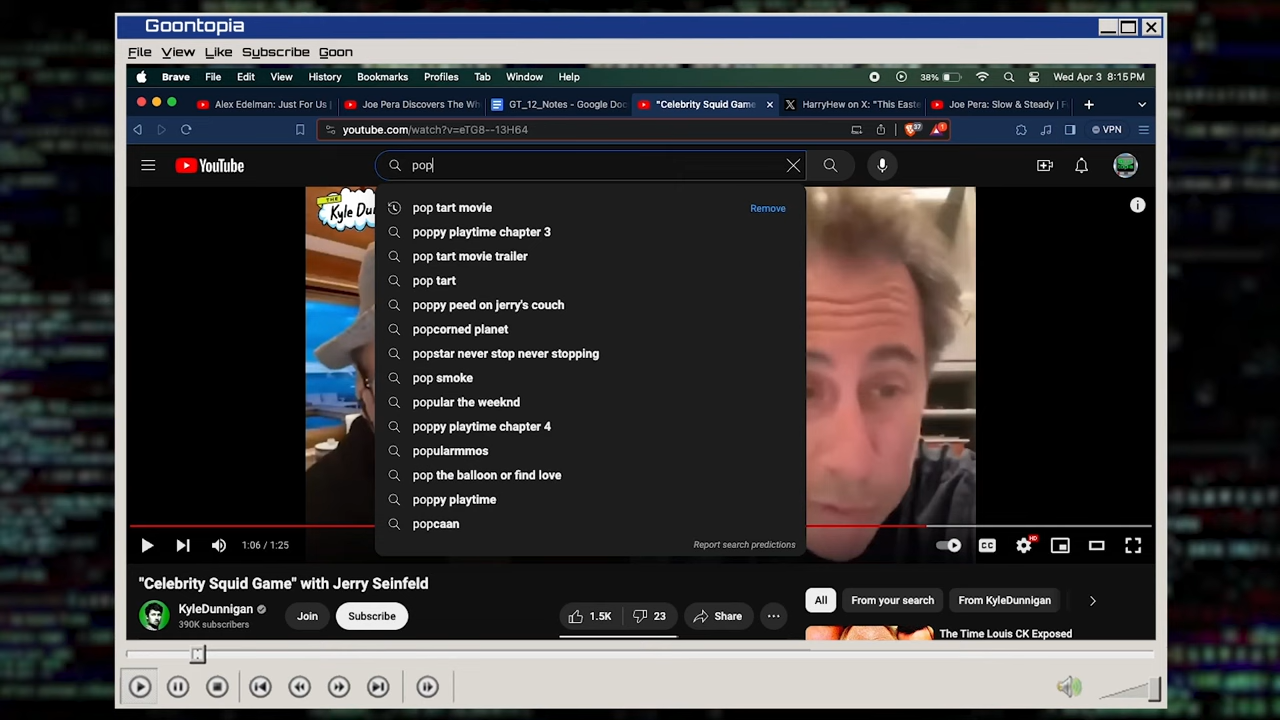 Goontopia
File View Like Subscribe Goon
Brave File Edit View History Bookmarks Profiles Tab Window Help 38% Wed Apr 3 8:15 PM
Alex Edelman: Just For Us Joe Pera Discovers The Wh GT_12_Notes - Google Doc "Celebrity Squid Game HarryHew on X: "This Easte Joe Pera: Slow & Steady | F
youtube.com/watch?v=eTG8--13H64 37 1 VPN
YouTube pop
THE
Kyle Du
pop tart movie Remove
poppy playtime chapter 3
pop tart movie trailer
pop tart
poppy peed on jerry's couch
popcorned planet
popstar never stop never stopping
pop smoke
popular the weeknd
poppy playtime chapter 4
popularmmos
pop the balloon or find love
poppy playtime
popcaan
Report search predictions
1:06 / 1:25 CC HD
"Celebrity Squid Game" with Jerry Seinfeld
KyleDunnigan
390K subscribers
Join Subscribe 1.5K 23 Share
All From your search From KyleDunnigan
The Time Louis CK Exposed